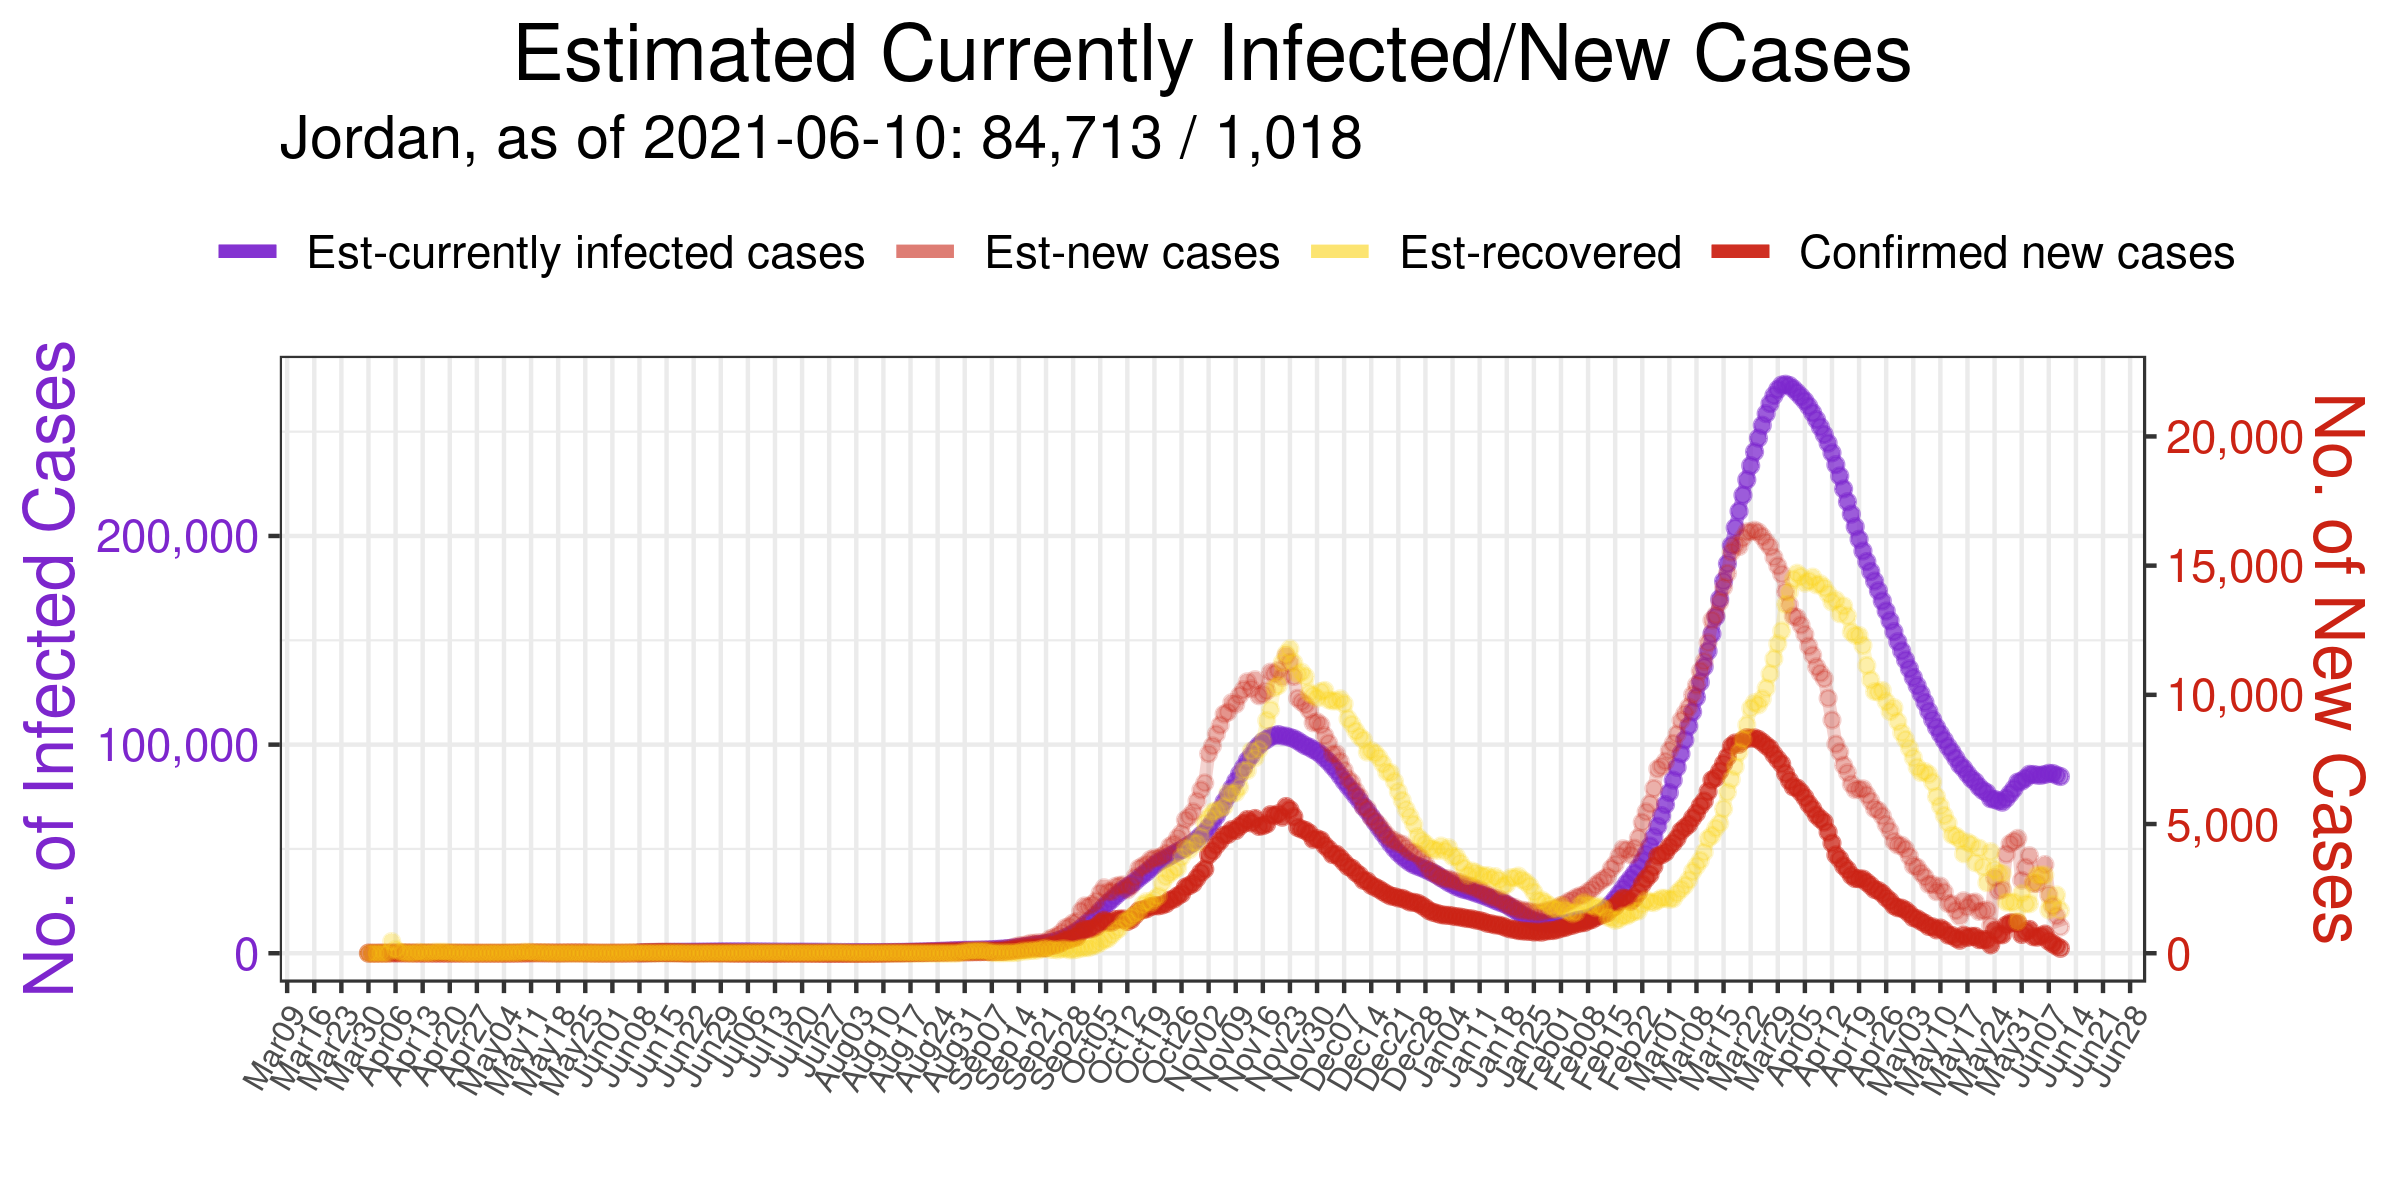 Estimated Currently Infected/New Cases
Jordan, as of 2021-06-10: 84,713 / 1,018
Est-currently infected cases Est-new cases Est-recovered Confirmed new cases
No. of Infected Cases
200,000
100,000
0
20,000
15,000
10,000
5,000
0
No. of New Cases
Mar09 Mar16 Mar23 Mar30 Apr06 Apr13 Apr20 Apr27 May04 May11 May18 May25 Jun01 Jun08 Jun15 Jun22 Jun29 Jul06 Jul13 Jul20 Jul27 Aug03 Aug10 Aug17 Aug24 Aug31 Sep07 Sep14 Sep21 Sep28 Oct05 Oct12 Oct19 Oct26 Nov02 Nov09 Nov16 Nov23 Nov30 Dec07 Dec14 Dec21 Dec28 Jan04 Jan11 Jan18 Jan25 Feb01 Feb08 Feb15 Feb22 Mar01 Mar08 Mar15 Mar22 Mar29 Apr05 Apr12 Apr19 Apr26 May03 May10 May17 May24 May31 Jun07 Jun14 Jun21 Jun28